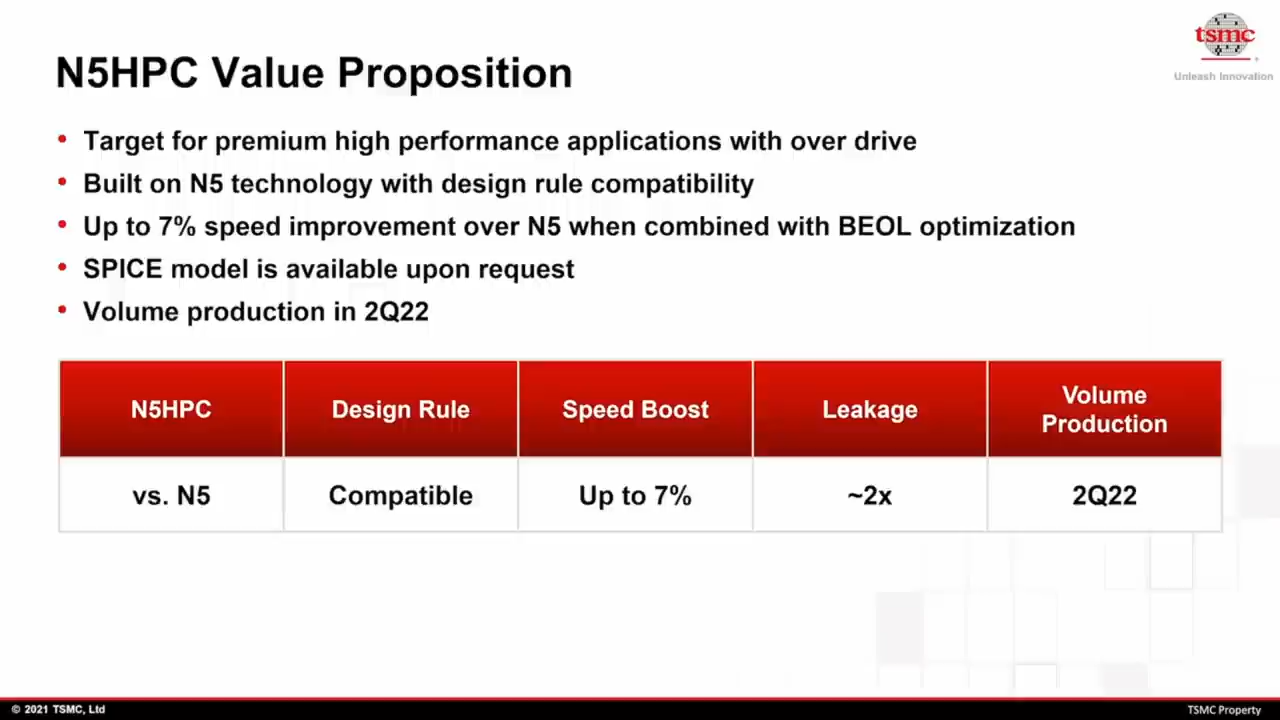 tsmc
Unleash Innovation
N5HPC Value Proposition
• Target for premium high performance applications with over drive
• Built on N5 technology with design rule compatibility
• Up to 7% speed improvement over N5 when combined with BEOL optimization
• SPICE model is available upon request
• Volume production in 2Q22
N5HPC Design Rule Speed Boost Leakage Volume Production
vs. N5 Compatible Up to 7% ~2x 2Q22
© 2021 TSMC, Ltd
TSMC Property